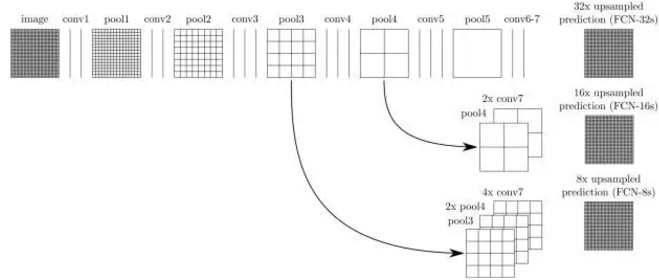 32x upsampled
image conv1 pool1 conv2 pool2 conv3 pool3 conv4 pool4 conv5 pool5 conv6-7 prediction (FCN-32s)
16x upsampled
2x conv7 prediction (FCN-16s)
pool4
8x upsampled
4x conv7 prediction (FCN-8s)
2x pool4
pool3